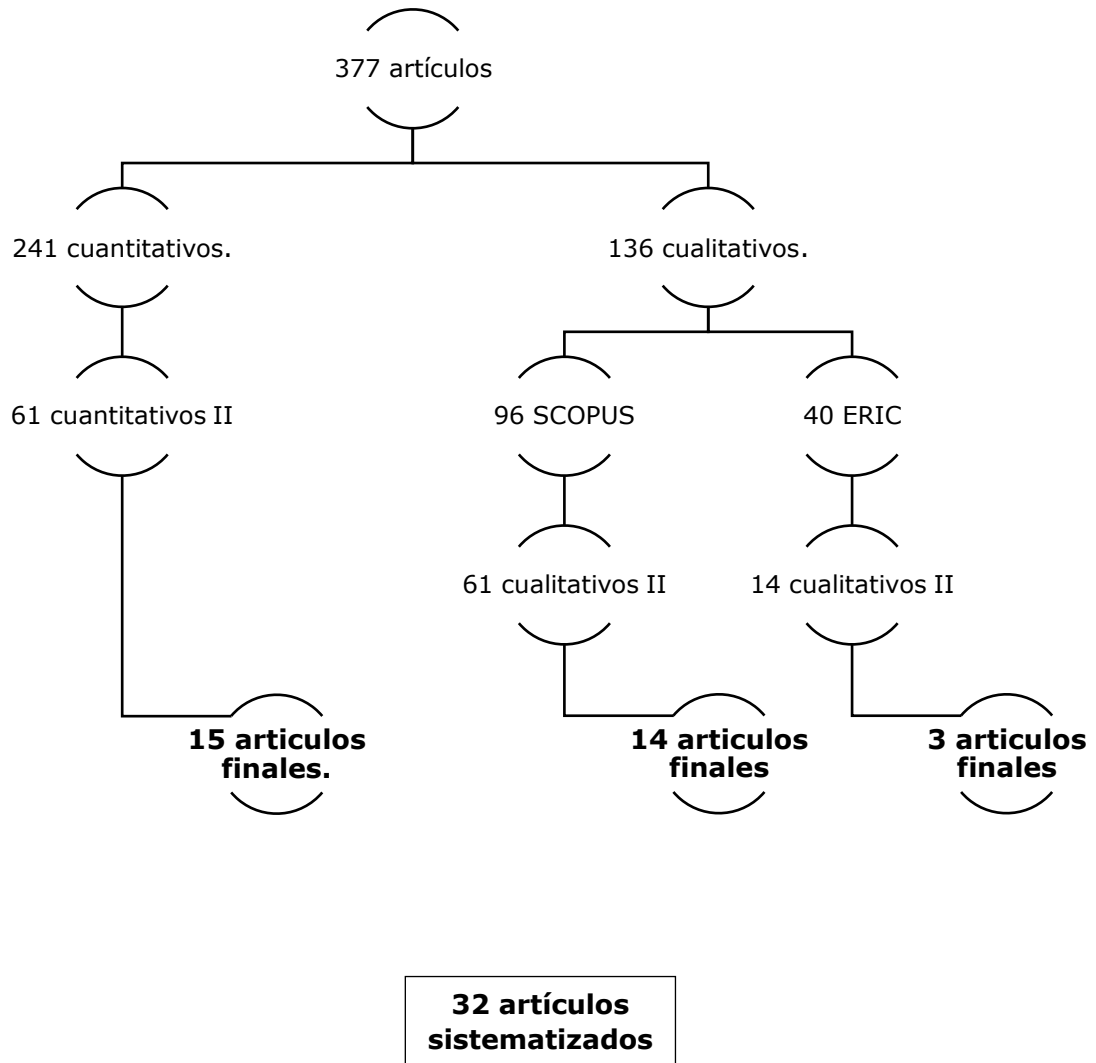 377 artículos
241 cuantitativos.
136 cualitativos.
61 cuantitativos II
96 SCOPUS
40 ERIC
61 cualitativos II
14 cualitativos II
15 articulos
finales.
14 articulos
finales
3 articulos
finales
32 artículos
sistematizados